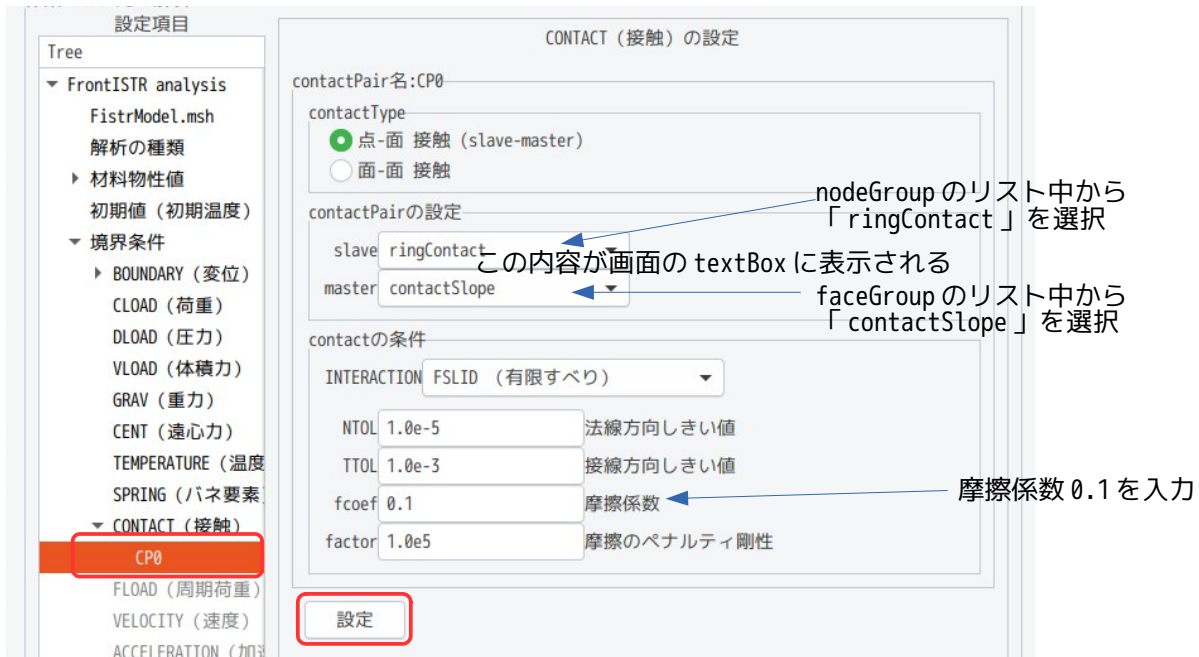 設定項目
Tree
FrontISTR analysis
FistrModel.msh
解析の種類
材料物性値
初期値（初期温度）
境界条件
BOUNDARY（変位）
CLOAD（荷重）
DLOAD（圧力）
VLOAD（体積力）
GRAV（重力）
CENT（遠心力）
TEMPERATURE（温度
SPRING（バネ要素
CONTACT（接触）
CP0
FLOAD（周期荷重）
VELOCITY（速度）
ACCELERATION（加速
CONTACT（接触）の設定
contactPair名:CP0
contactType
点-面 接触 (slave-master)
面-面 接触
contactPairの設定
slave ringContact
master contactSlope
contactの条件
INTERACTION FSLID （有限すべり）
NTOL 1.0e-5 法線方向しきい値
TTOL 1.0e-3 接線方向しきい値
fcoef 0.1 摩擦係数
factor 1.0e5 摩擦のペナルティ剛性
設定
nodeGroupのリスト中から
「ringContact」を選択
この内容が画面のtextBoxに表示される
faceGroupのリスト中から
「contactSlope」を選択
摩擦係数0.1を入力